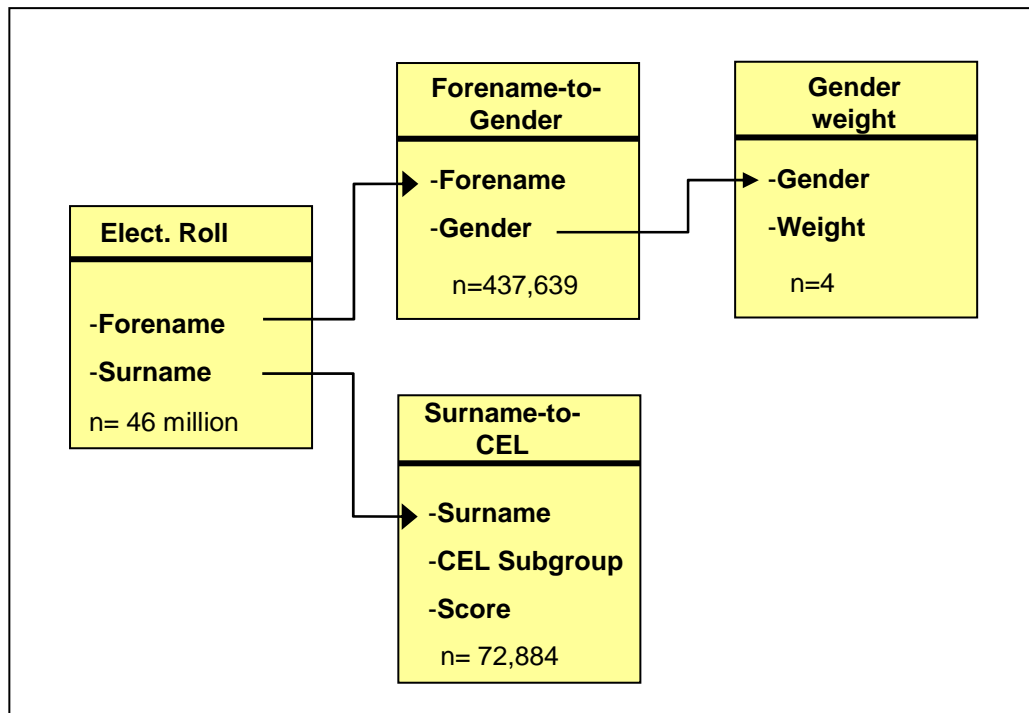 Elect. Roll
-Forename
-Surname
n= 46 million
Forename-to-
Gender
-Forename
-Gender
n=437,639
Gender
weight
-Gender
-Weight
n=4
Surname-to-
CEL
-Surname
-CEL Subgroup
-Score
n= 72,884